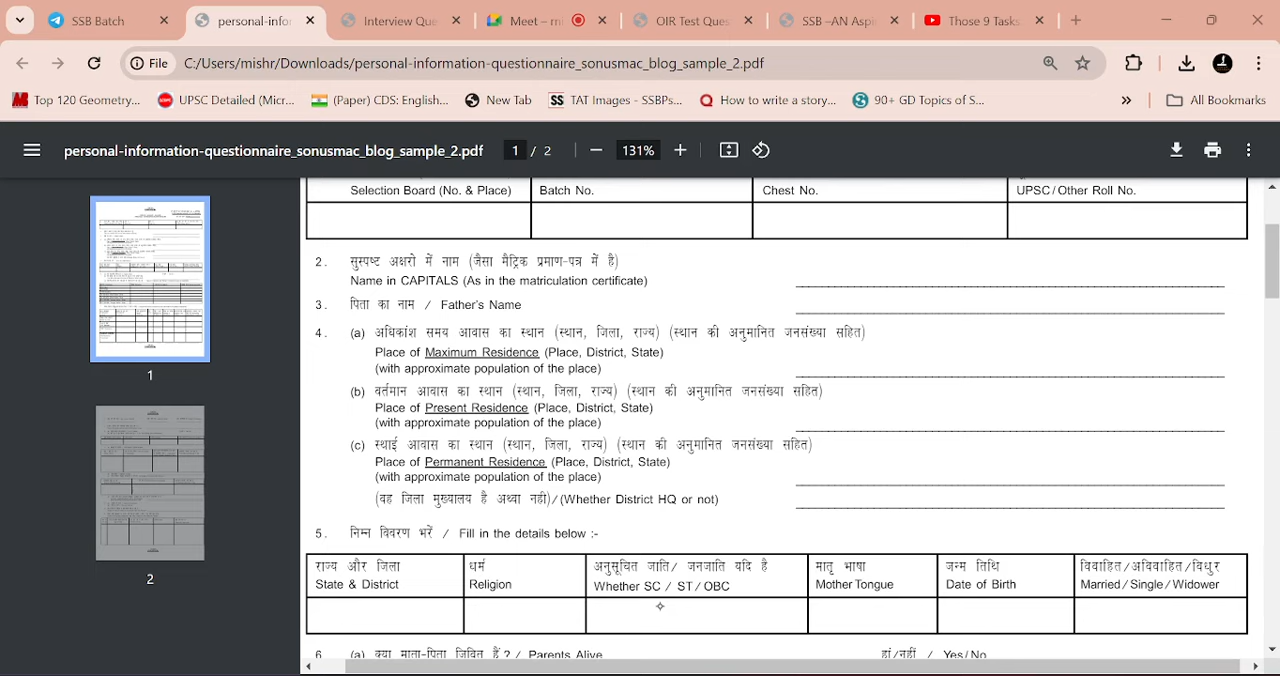 SSB Batch
personal-info
Interview Que
Meet – m
OIR Test Ques
SSB –AN Aspi
Those 9 Tasks
File C:/Users/mishr/Downloads/personal-information-questionnaire_sonusmac_blog_sample_2.pdf
Top 120 Geometry... UPSC Detailed (Micr... (Paper) CDS: English... New Tab SS TAT Images - SSBPs... How to write a story... 90+ GD Topics of S... » All Bookmarks
personal-information-questionnaire_sonusmac_blog_sample_2.pdf 1 / 2 131%
Selection Board (No. & Place) Batch No. Chest No. UPSC / Other Roll No.
2. सुस्पष्ट अक्षरो में नाम (जैसा मैट्रिक प्रमाण-पत्र में है)
Name in CAPITALS (As in the matriculation certificate)
3. पिता का नाम / Father's Name
4. (a) अधिकांश समय आवास का स्थान (स्थान, जिला, राज्य) (स्थान की अनुमानित जनसंख्या सहित)
Place of Maximum Residence (Place, District, State)
(with approximate population of the place)
(b) वर्तमान आवास का स्थान (स्थान, जिला, राज्य) (स्थान की अनुमानित जनसंख्या सहित)
Place of Present Residence (Place, District, State)
(with approximate population of the place)
(c) स्थाई आवास का स्थान (स्थान, जिला, राज्य) (स्थान की अनुमानित जनसंख्या सहित)
Place of Permanent Residence (Place, District, State)
(with approximate population of the place)
(वह जिला मुख्यालय है अथवा नही)/(Whether District HQ or not)
5. निम्न विवरण भरें / Fill in the details below :-
राज्य और जिला धर्म अनुसूचित जाति/ जनजाति यदि है मातृ भाषा जन्म तिथि विवाहित/अविवाहित/विधुर
State & District Religion Whether SC / ST / OBC Mother Tongue Date of Birth Married / Single / Widower
6 (a) क्या माता-पिता जिवित हैं ? / Parents Alive हां/नहीं / Yes / No
1
2